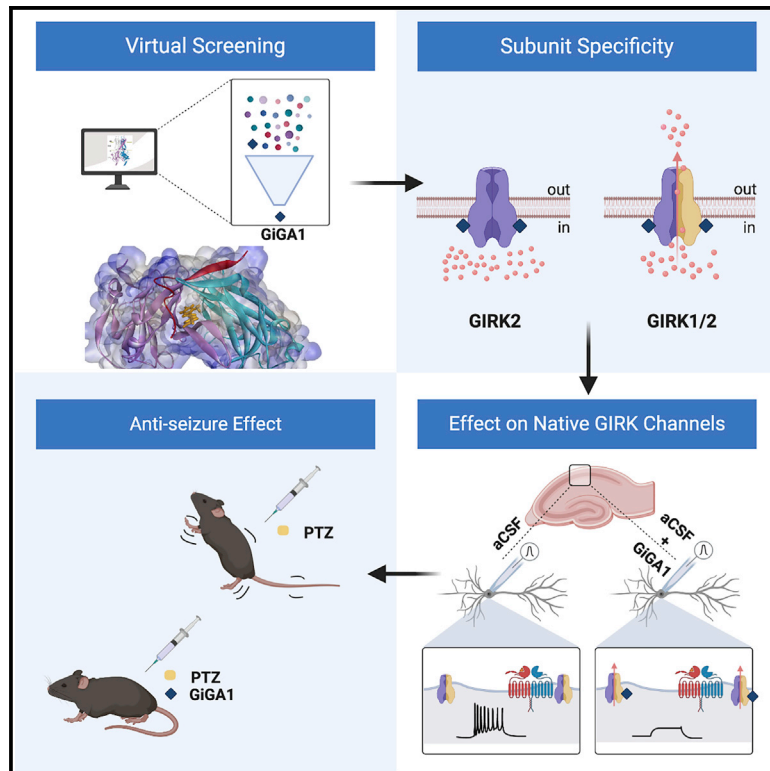 Virtual Screening
GiGA1
Subunit Specificity
out
in
out
in
GIRK2
GIRK1/2
Anti-seizure Effect
PTZ
PTZ
GiGA1
Effect on Native GIRK Channels
aCSF
aCSF
+
GiGA1